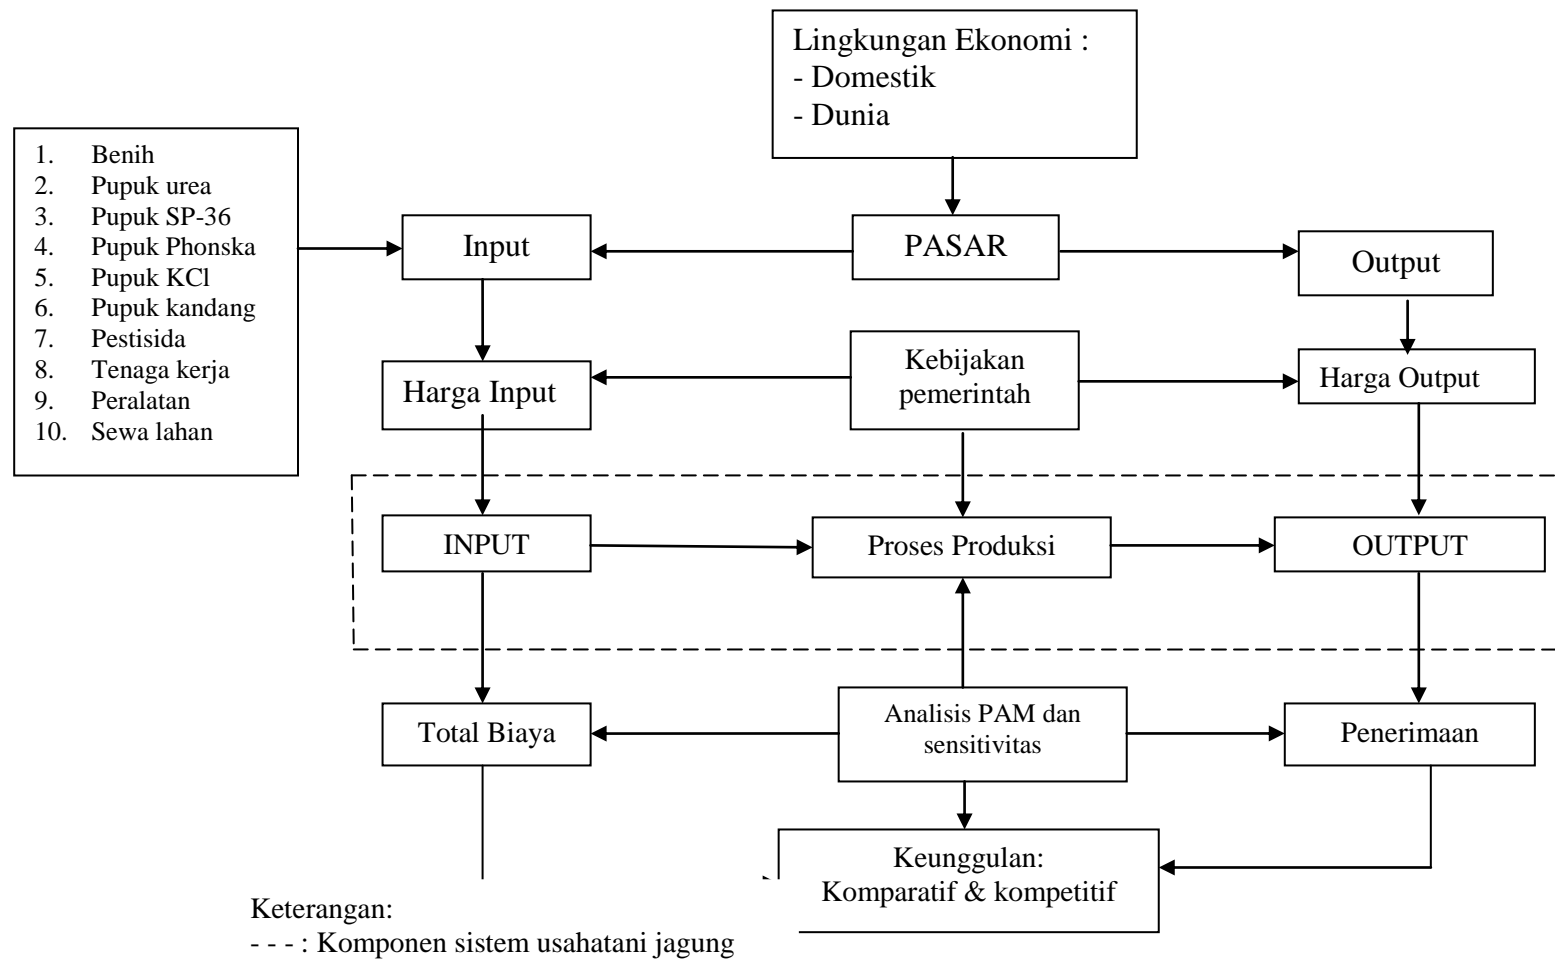 Lingkungan Ekonomi :
- Domestik
- Dunia
1. Benih
2. Pupuk urea
3. Pupuk SP-36
4. Pupuk Phonska
5. Pupuk KCl
6. Pupuk kandang
7. Pestisida
8. Tenaga kerja
9. Peralatan
10. Sewa lahan
Input
PASAR
Output
Harga Input
Kebijakan
pemerintah
Harga Output
INPUT
Proses Produksi
OUTPUT
Total Biaya
Analisis PAM dan
sensitivitas
Penerimaan
Keunggulan:
Komparatif & kompetitif
Keterangan:
- - - : Komponen sistem usahatani jagung